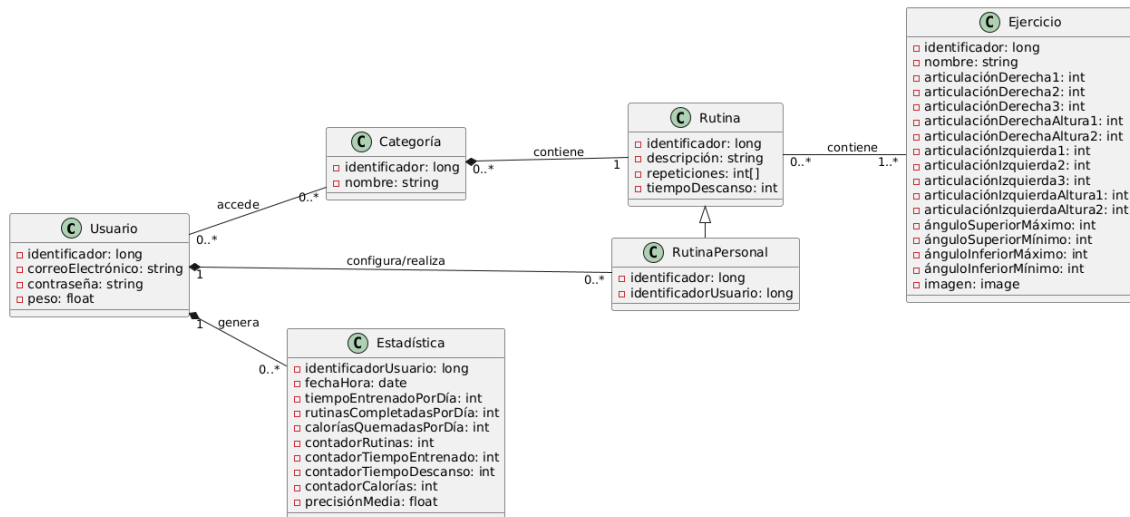 C Usuario
identificador: long
correoElectrónico: string
contraseña: string
peso: float
accede
0..*
0..*
C Categoría
identificador: long
nombre: string
contiene
0..*
1
C Rutina
identificador: long
descripción: string
repeticiones: int[]
tiempoDescanso: int
contiene
0..*
1..*
C Ejercicio
identificador: long
nombre: string
articulaciónDerecha1: int
articulaciónDerecha2: int
articulaciónDerecha3: int
articulaciónDerechaAltura1: int
articulaciónDerechaAltura2: int
articulaciónIzquierda1: int
articulaciónIzquierda2: int
articulaciónIzquierda3: int
articulaciónIzquierdaAltura1: int
articulaciónIzquierdaAltura2: int
ánguloSuperiorMáximo: int
ánguloSuperiorMínimo: int
ánguloInferiorMáximo: int
ánguloInferiorMínimo: int
imagen: image
configura/realiza
1
0..*
C RutinaPersonal
identificador: long
identificadorUsuario: long
genera
1
0..*
C Estadística
identificadorUsuario: long
fechaHora: date
tiempoEntrenadoPorDía: int
rutinasCompletadasPorDía: int
caloríasQuemadasPorDía: int
contadorRutinas: int
contadorTiempoEntrenado: int
contadorTiempoDescanso: int
contadorCalorías: int
precisiónMedia: float